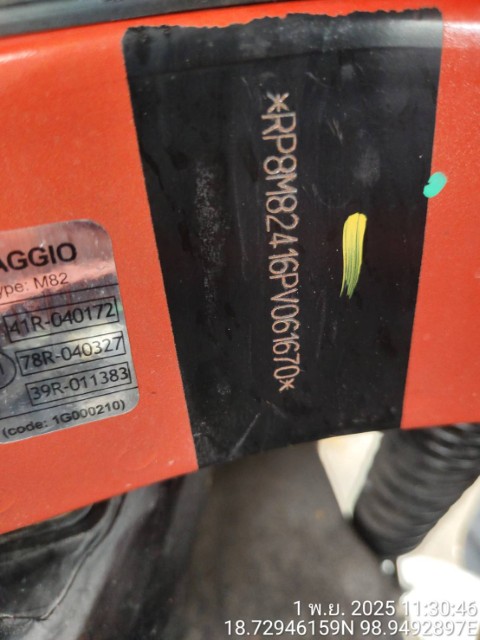 *RP8M82416PV061670*
AGGIO
ype: M82
41R-040172
78R-040327
39R-011383
(code: 1G000210)
1 พ.ย. 2025 11:30:46
18.72946159N 98.9492897E